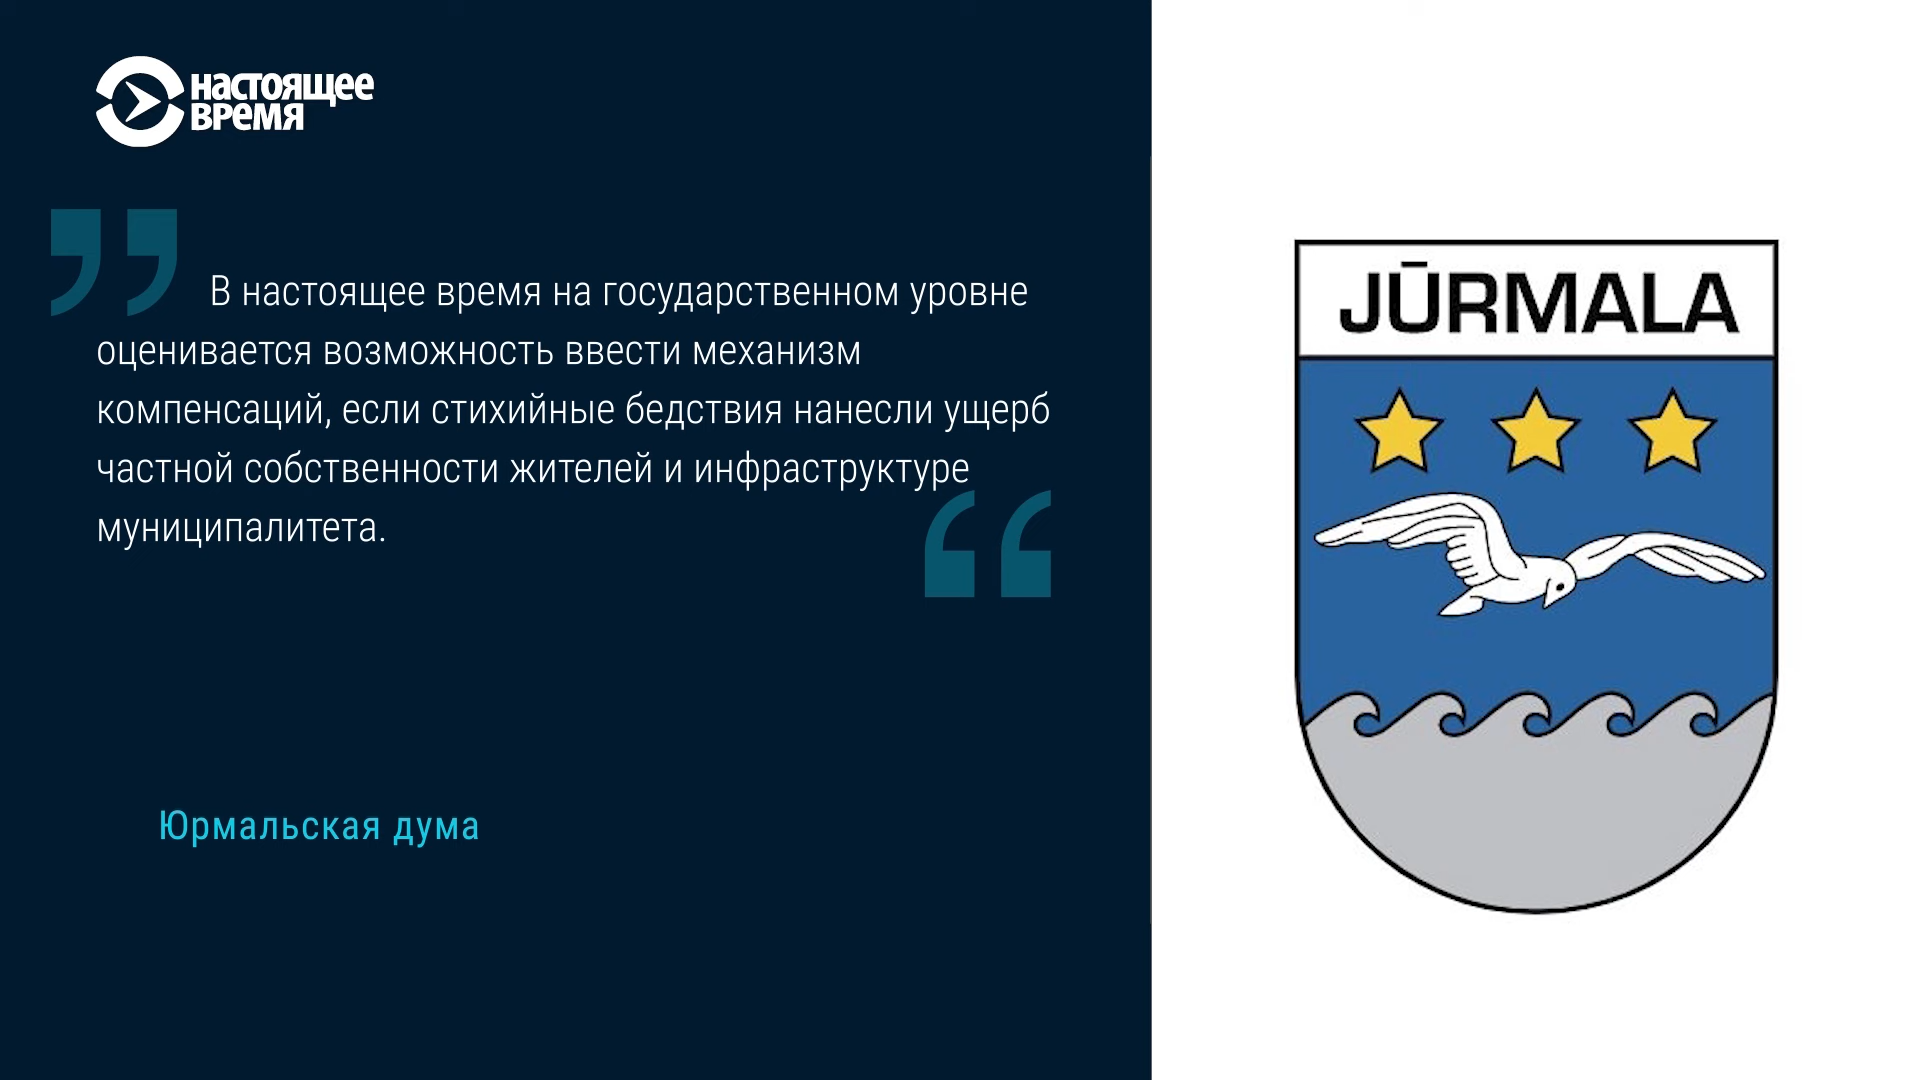 настоящее
время
В настоящее время на государственном уровне
оценивается возможность ввести механизм
компенсаций, если стихийные бедствия нанесли ущерб
частной собственности жителей и инфраструктуре
муниципалитета.
Юрмальская дума
JŪRMALA